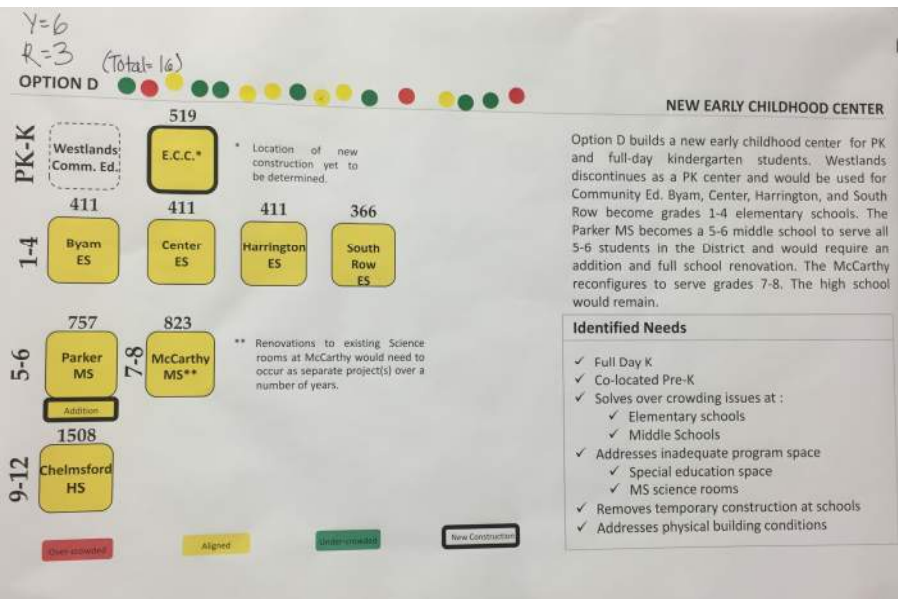 Y=6
R=3 (Total=16)
OPTION D
NEW EARLY CHILDHOOD CENTER
PK-K
Westlands
Comm. Ed.
519
E.C.C.*
* Location of new
construction yet to
be determined.
1-4
411
Byam
ES
411
Center
ES
411
Harrington
ES
366
South
Row
ES
5-6
757
Parker
MS
Addition
7-8
823
McCarthy
MS**
** Renovations to existing Science
rooms at McCarthy would need to
occur as separate project(s) over a
number of years.
9-12
1508
Chelmsford
HS
Over-crowded
Aligned
Under-crowded
New Construction
Option D builds a new early childhood center for PK
and full-day kindergarten students. Westlands
discontinues as a PK center and would be used for
Community Ed. Byam, Center, Harrington, and South
Row become grades 1-4 elementary schools. The
Parker MS becomes a 5-6 middle school to serve all
5-6 students in the District and would require an
addition and full school renovation. The McCarthy
reconfigures to serve grades 7-8. The high school
would remain.
Identified Needs
✓ Full Day K
✓ Co-located Pre-K
✓ Solves over crowding issues at :
✓ Elementary schools
✓ Middle Schools
✓ Addresses inadequate program space
✓ Special education space
✓ MS science rooms
✓ Removes temporary construction at schools
✓ Addresses physical building conditions